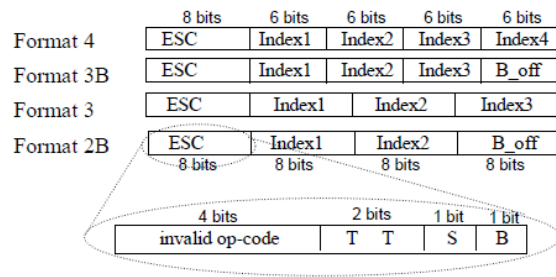 8 bits 6 bits 6 bits 6 bits 6 bits
Format 4 ESC Index1 Index2 Index3 Index4
Format 3B ESC Index1 Index2 Index3 B_off
Format 3 ESC Index1 Index2 Index3
Format 2B ESC Index1 Index2 B_off
8 bits 8 bits 8 bits 8 bits
4 bits 2 bits 1 bit 1 bit
invalid op-code T T S B